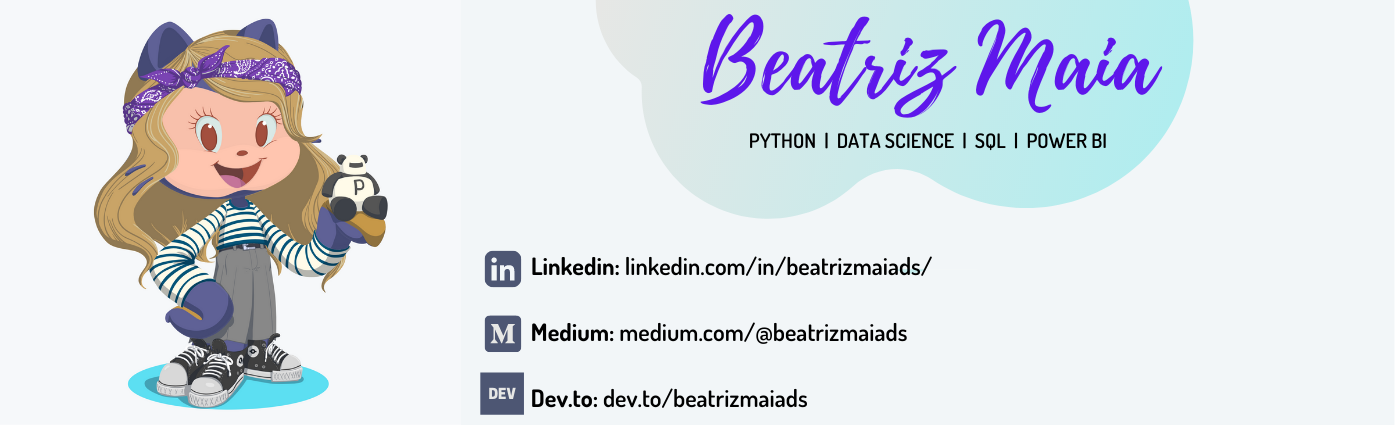 Beatriz Maia
PYTHON | DATA SCIENCE | SQL | POWER BI
P
in Linkedin: linkedin.com/in/beatrizmaiads/
M Medium: medium.com/@beatrizmaiads
DEV Dev.to: dev.to/beatrizmaiads